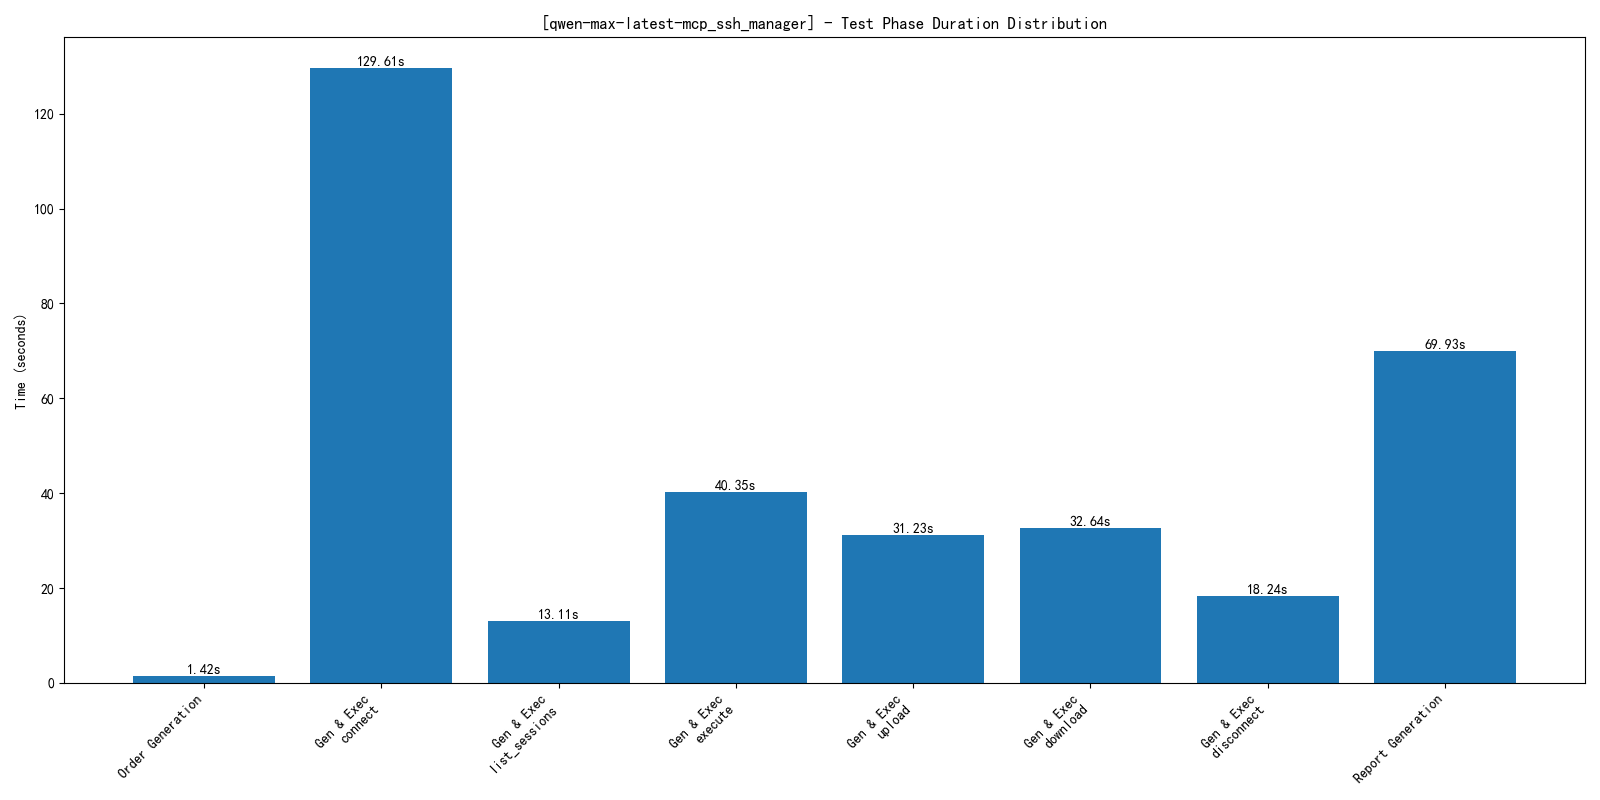 [qwen-max-latest-mcp_ssh_manager] - Test Phase Duration Distribution
Time (seconds)
120
100
80
60
40
20
0
1.42s
129.61s
13.11s
40.35s
31.23s
32.64s
18.24s
69.93s
Order Generation
Gen & Exec
connect
Gen & Exec
list_sessions
Gen & Exec
execute
Gen & Exec
upload
Gen & Exec
download
Gen & Exec
disconnect
Report Generation